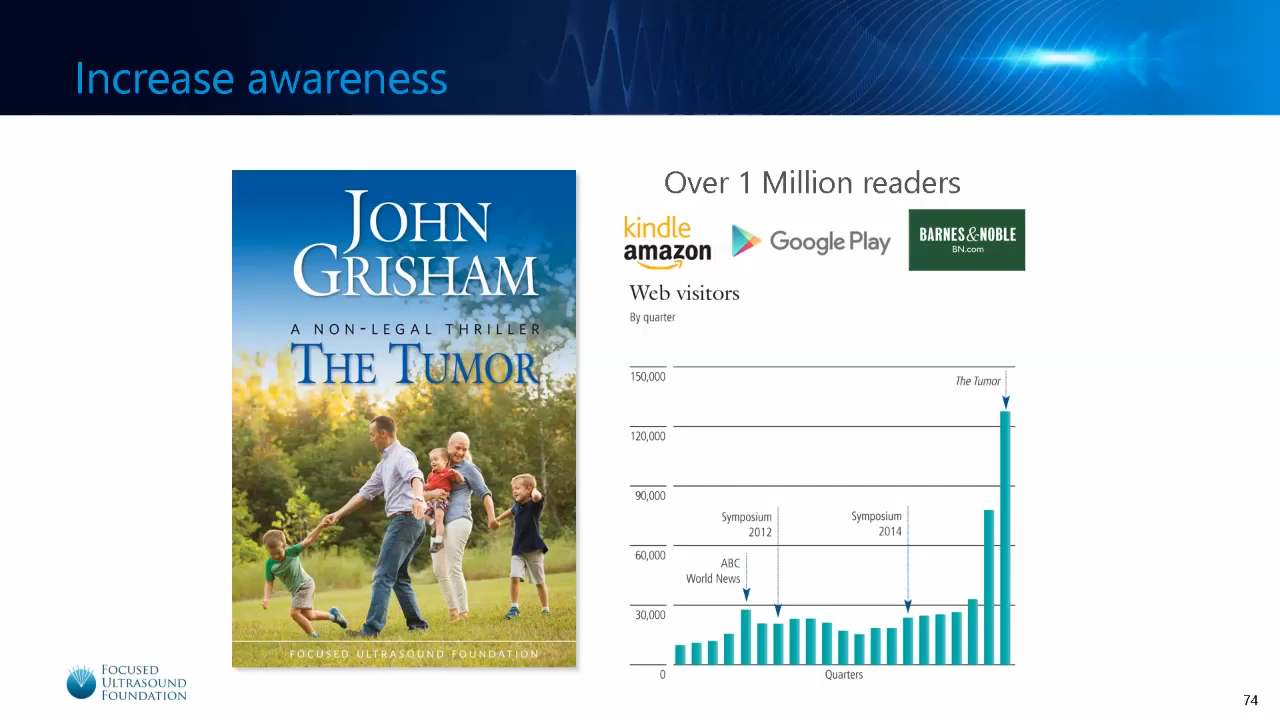 Increase awareness
JOHN
GRISHAM
A NON-LEGAL THRILLER
THE TUMOR
FOCUSED ULTRASOUND FOUNDATION
Over 1 Million readers
kindle
amazon
Google Play
BARNES & NOBLE
BN.com
Web visitors
By quarter
150,000
The Tumor
120,000
90,000
Symposium
2012
Symposium
2014
60,000
ABC
World News
30,000
0
Quarters
FOCUSED
ULTRASOUND
FOUNDATION
74